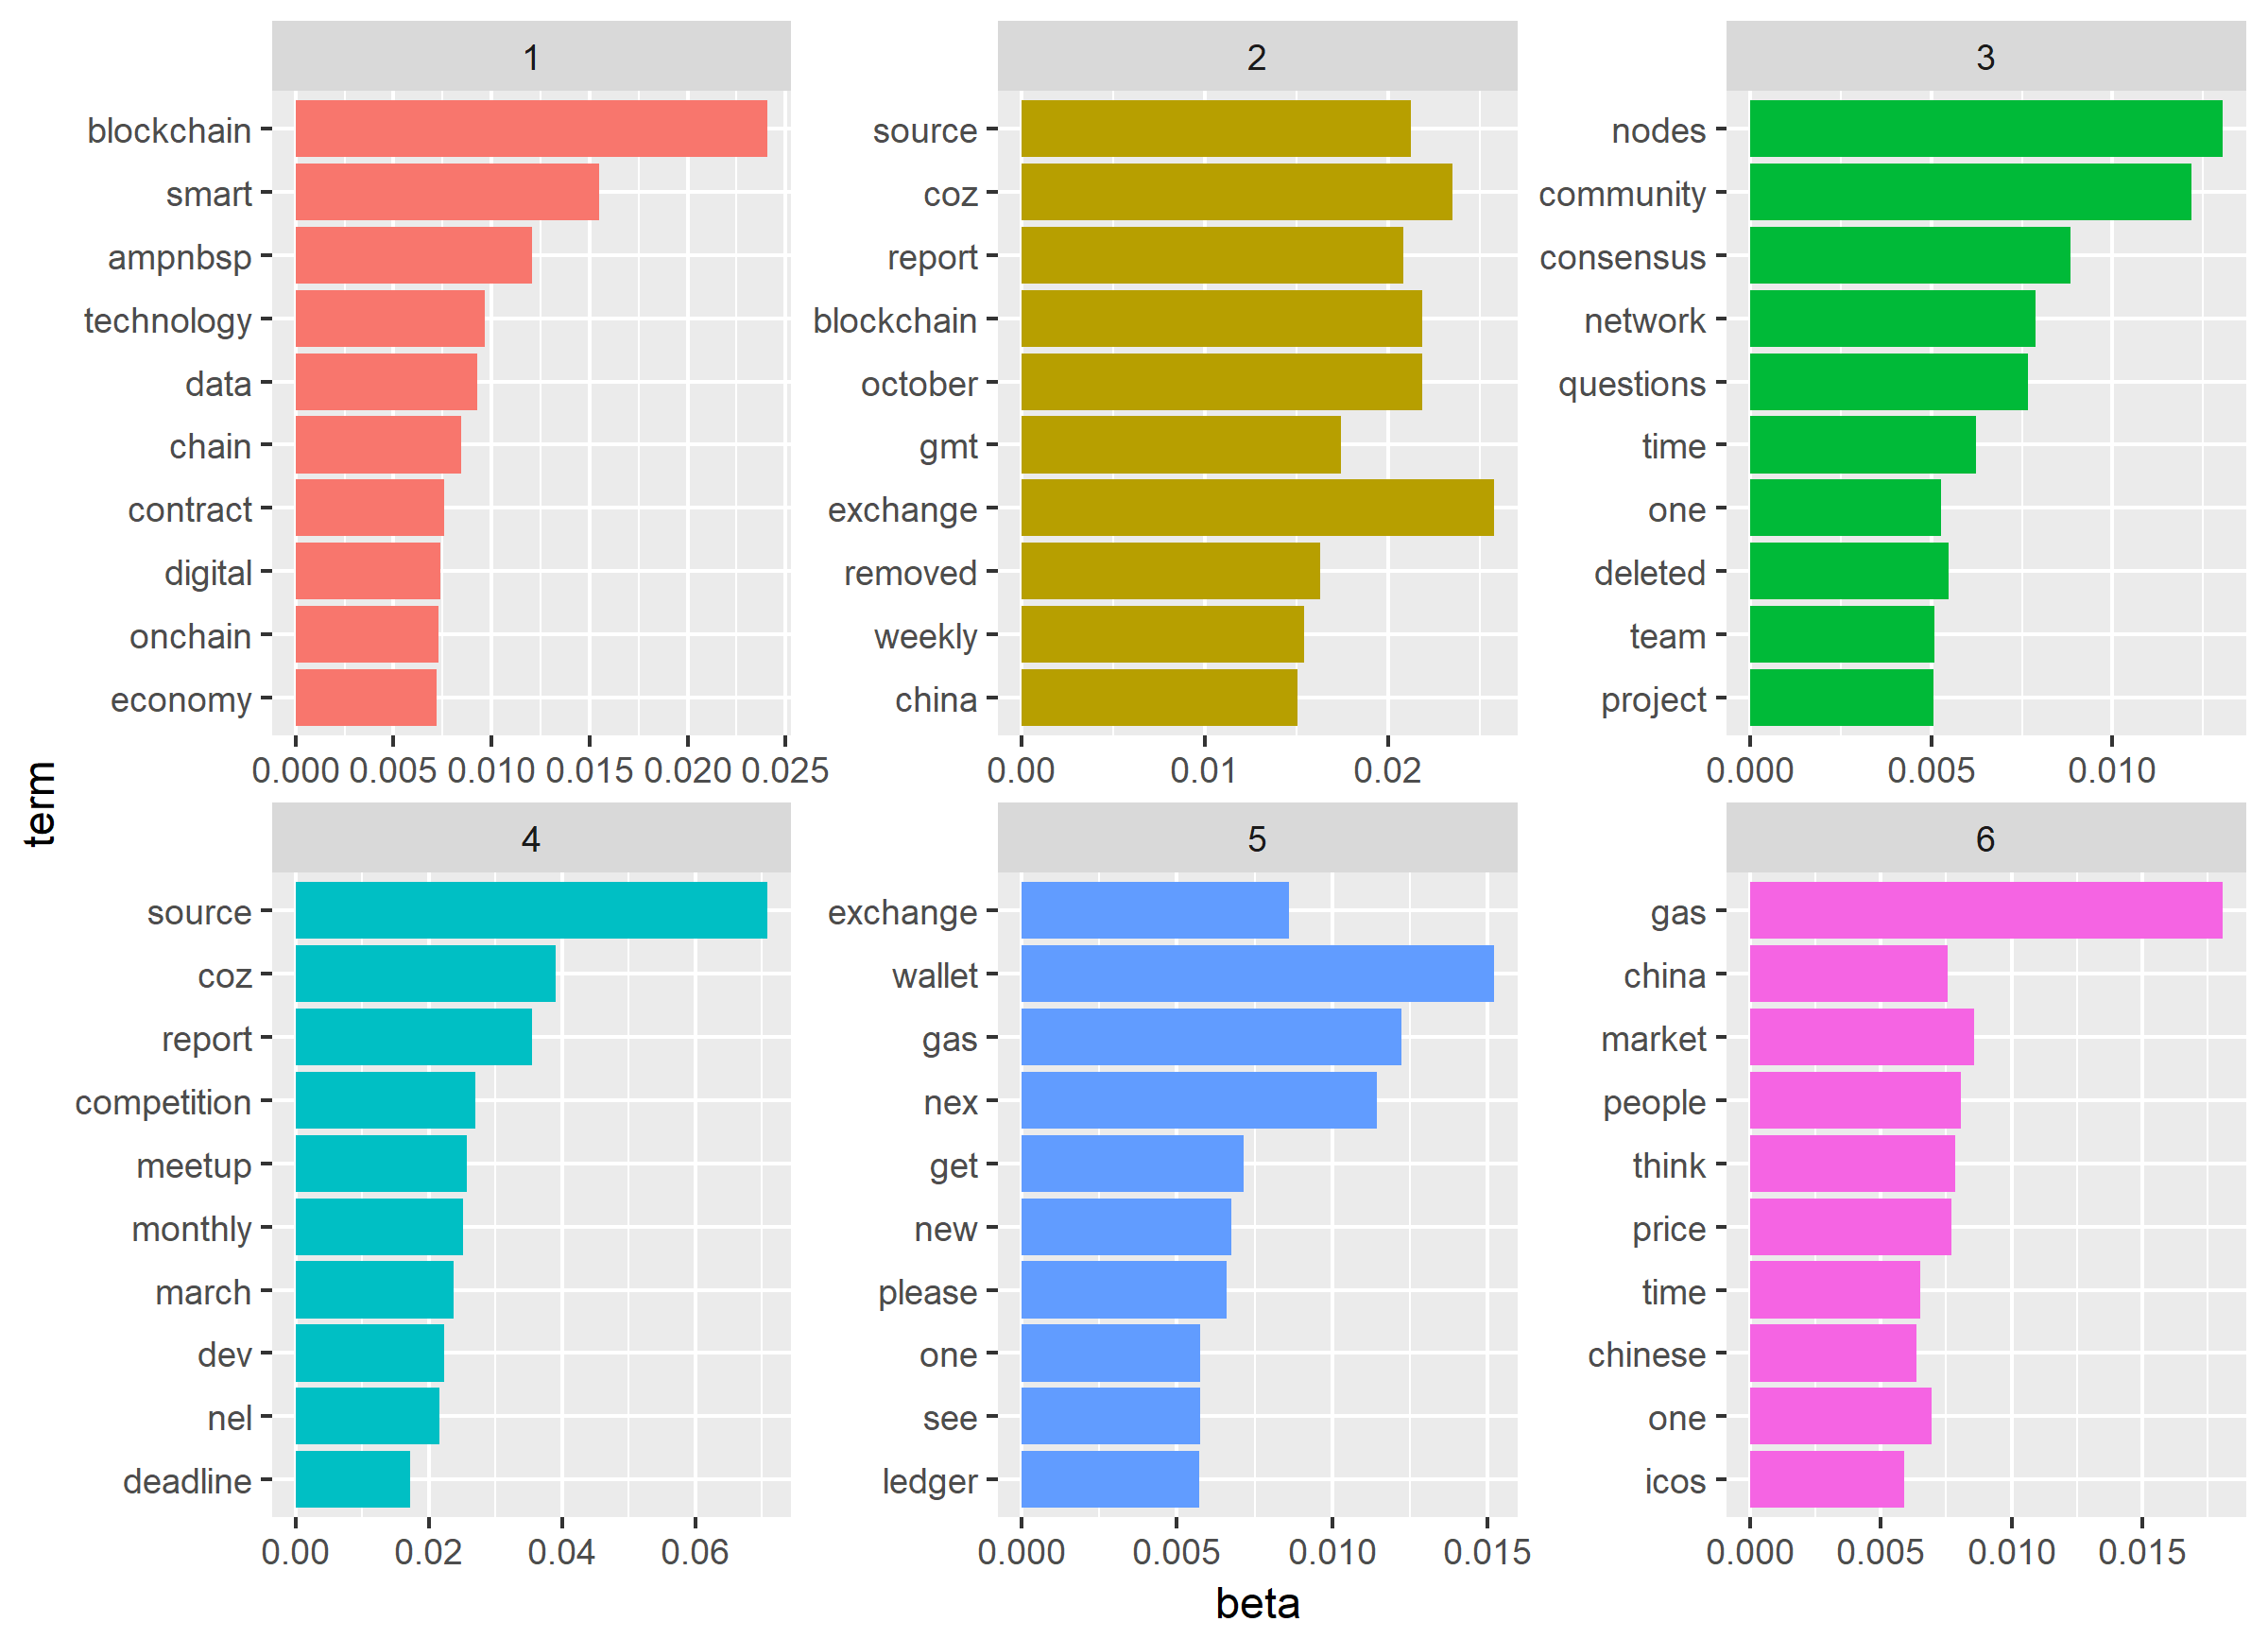 1
blockchain
smart
ampnbsp
technology
data
chain
contract
digital
onchain
economy
0.000 0.005 0.010 0.015 0.020 0.025
2
source
coz
report
blockchain
october
gmt
exchange
removed
weekly
china
0.00 0.01 0.02
3
nodes
community
consensus
network
questions
time
one
deleted
team
project
0.000 0.005 0.010
term
4
source
coz
report
competition
meetup
monthly
march
dev
nel
deadline
0.00 0.02 0.04 0.06
5
exchange
wallet
gas
nex
get
new
please
one
see
ledger
0.000 0.005 0.010 0.015
6
gas
china
market
people
think
price
time
chinese
one
icos
0.000 0.005 0.010 0.015
beta